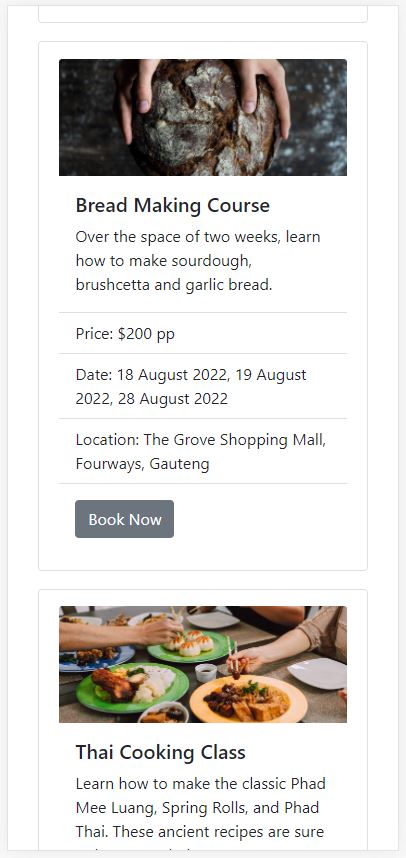 Bread Making Course
Over the space of two weeks, learn
how to make sourdough,
brushcetta and garlic bread.
Price: $200 pp
Date: 18 August 2022, 19 August
2022, 28 August 2022
Location: The Grove Shopping Mall,
Fourways, Gauteng
Book Now
Thai Cooking Class
Learn how to make the classic Phad
Mee Luang, Spring Rolls, and Phad
Thai. These ancient recipes are sure